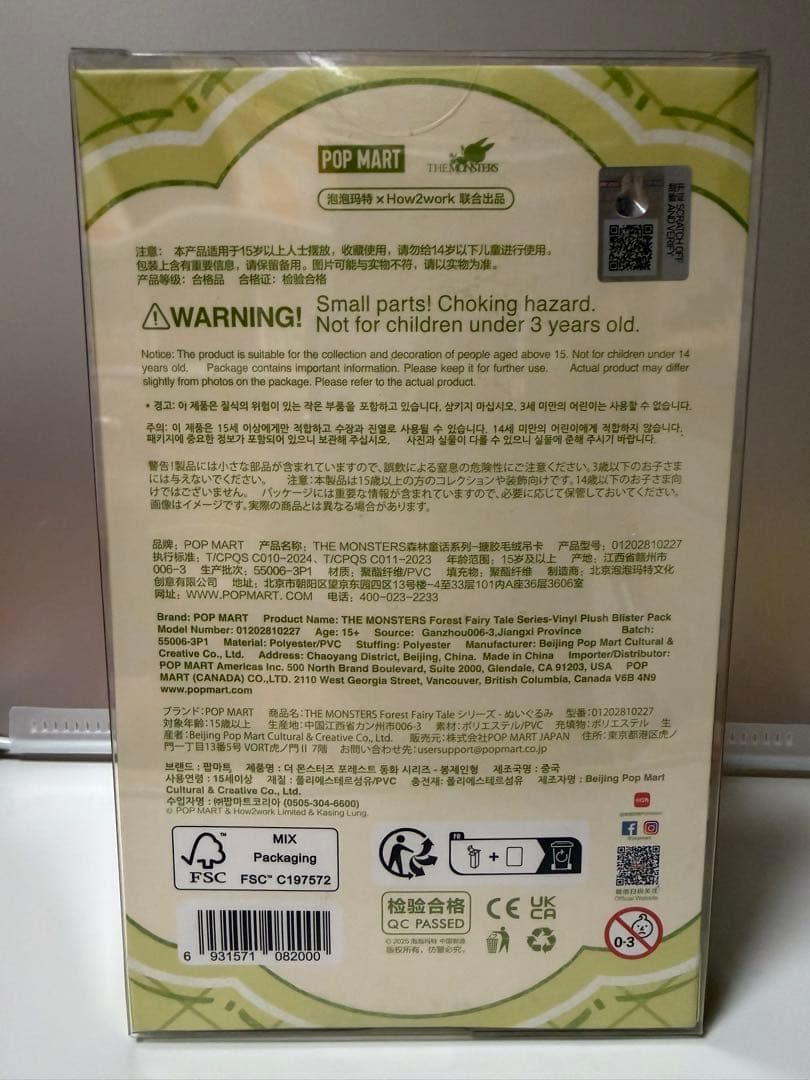 POP MART
THE MONSTERS
泡泡玛特 × How2work 联合出品
SCRATCH OFF
AND VERIFY
注意： 本产品适用于15岁以上人士摆放，收藏使用，请勿给14岁以下儿童进行使用。
包装上含有重要信息，请保留备用。图片可能与实物不符，请以实物为准。
产品等级：合格品 合格证：检验合格
WARNING! Small parts! Choking hazard.
Not for children under 3 years old.
Notice: The product is suitable for the collection and decoration of people aged above 15. Not for children under 14
years old. Package contains important information. Please keep it for further use. Actual product may differ
slightly from photos on the package. Please refer to the actual product.
* 경고: 이 제품은 질식의 위험이 있는 작은 부품을 포함하고 있습니다. 삼키지 마십시오. 3세 미만의 어린이는 사용할 수 없습니다.
주의: 이 제품은 15세 이상에게만 적합하고 수장과 진열로 사용될 수 있습니다. 14세 미만의 어린이에게 적합하지 않습니다.
패키지에 중요한 정보가 포함되어 있으니 보관해 주십시오. 사진과 실물이 다를 수 있으니 실물에 준해 주시기 바랍니다.
警告!製品には小さな部品が含まれていますので、誤飲による窒息の危険性にご注意ください。3歳以下のお子さま
には与えないでください。 注意:本製品は15歳以上の方のコレクションや装飾向けです。14歳以下のお子さま向
けではございません。 パッケージには重要な情報が含まれていますので、必要に応じて保管しておいてください。
画像はイメージです。実際の商品とは異なる場合があります。
品牌：POP MART 产品名称：THE MONSTERS森林童话系列-搪胶毛绒吊卡 产品型号：01202810227
执行标准：T/CPQS C010-2024、T/CPQS C011-2023 年龄范围：15岁及以上 产地：江西省赣州市
006-3 生产批次：55006-3P1 材质：聚酯纤维/PVC 填充物：聚酯纤维 制造商：北京泡泡玛特文化
创意有限公司 地址：北京市朝阳区望京东园四区13号楼-4至33层101内A座36层3606室
网址：WWW.POPMART.COM 电话：400-023-2233
Brand: POP MART Product Name: THE MONSTERS Forest Fairy Tale Series-Vinyl Plush Blister Pack
Model Number: 01202810227 Age: 15+ Source: Ganzhou006-3,Jiangxi Province Batch:
55006-3P1 Material: Polyester/PVC Stuffing: Polyester Manufacturer: Beijing Pop Mart Cultural &
Creative Co., Ltd. Address: Chaoyang District, Beijing, China. Made in China Importer/Distributor:
POP MART Americas Inc. 500 North Brand Boulevard, Suite 2000, Glendale, CA 91203, USA POP
MART (CANADA) CO.,LTD. 2110 West Georgia Street, Vancouver, British Columbia, Canada V6B 4N9
www.popmart.com
ブランド：POP MART 商品名：THE MONSTERS Forest Fairy Tale シリーズ - ぬいぐるみ 型番:01202810227
対象年齢:15歳以上 生産地:中国江西省カン州市006-3 素材:ポリエステル/PVC 充填物:ポリエステル 生
産者:Beijing Pop Mart Cultural & Creative Co., Ltd. 販売元:株式会社POP MART JAPAN 住所:東京都港区虎ノ
門一丁目13番5号 VORT虎ノ門Ⅱ 7階 お問い合わせ先:usersupport@popmart.co.jp
브랜드 : 팝마트 제품명 : 더 몬스터즈 포레스트 동화 시리즈 - 봉제인형 제조국명 : 중국
사용연령 : 15세이상 재질 : 폴리에스테르섬유/PVC 충전재: 폴리에스테르섬유 제조자명 : Beijing Pop Mart
Cultural & Creative Co., Ltd.
수입자명 : ㈜팝마트코리아 (0505-304-6600)
© POP MART & How2work Limited & Kasing Lung.
FSC
MIX
Packaging
FSC™ C197572
FR
+
Official Website
检验合格
QC PASSED
CE
UK
CA
© 2025 泡泡玛特 中国制造
版权所有，仿冒必究。
0-3
6 931571 082000